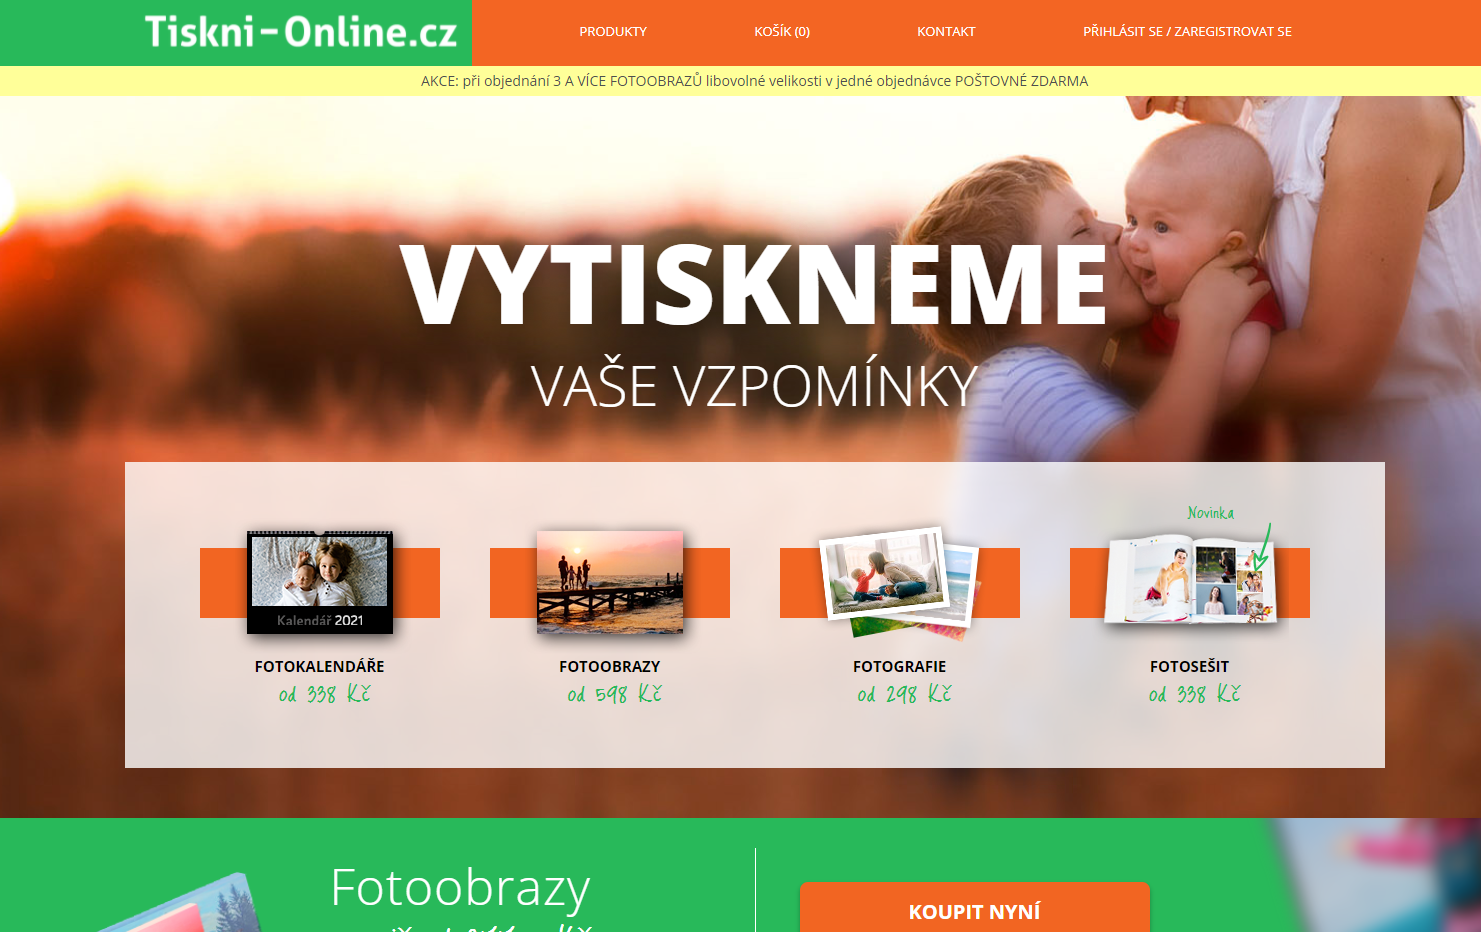 Tiskni-Online.cz
PRODUKTY
KOŠÍK (0)
KONTAKT
PŘIHLÁSIT SE / ZAREGISTROVAT SE
AKCE: při objednání 3 A VÍCE FOTOOBRAZŮ libovolné velikosti v jedné objednávce POŠTOVNÉ ZDARMA
VYTISKNEME
VAŠE VZPOMÍNKY
Novinka
Kalendář 2021
FOTOKALENDÁŘE
od 338 Kč
FOTOOBRAZY
od 598 Kč
FOTOGRAFIE
od 298 Kč
FOTOSEŠIT
od 338 Kč
Fotoobrazy
KOUPIT NYNÍ